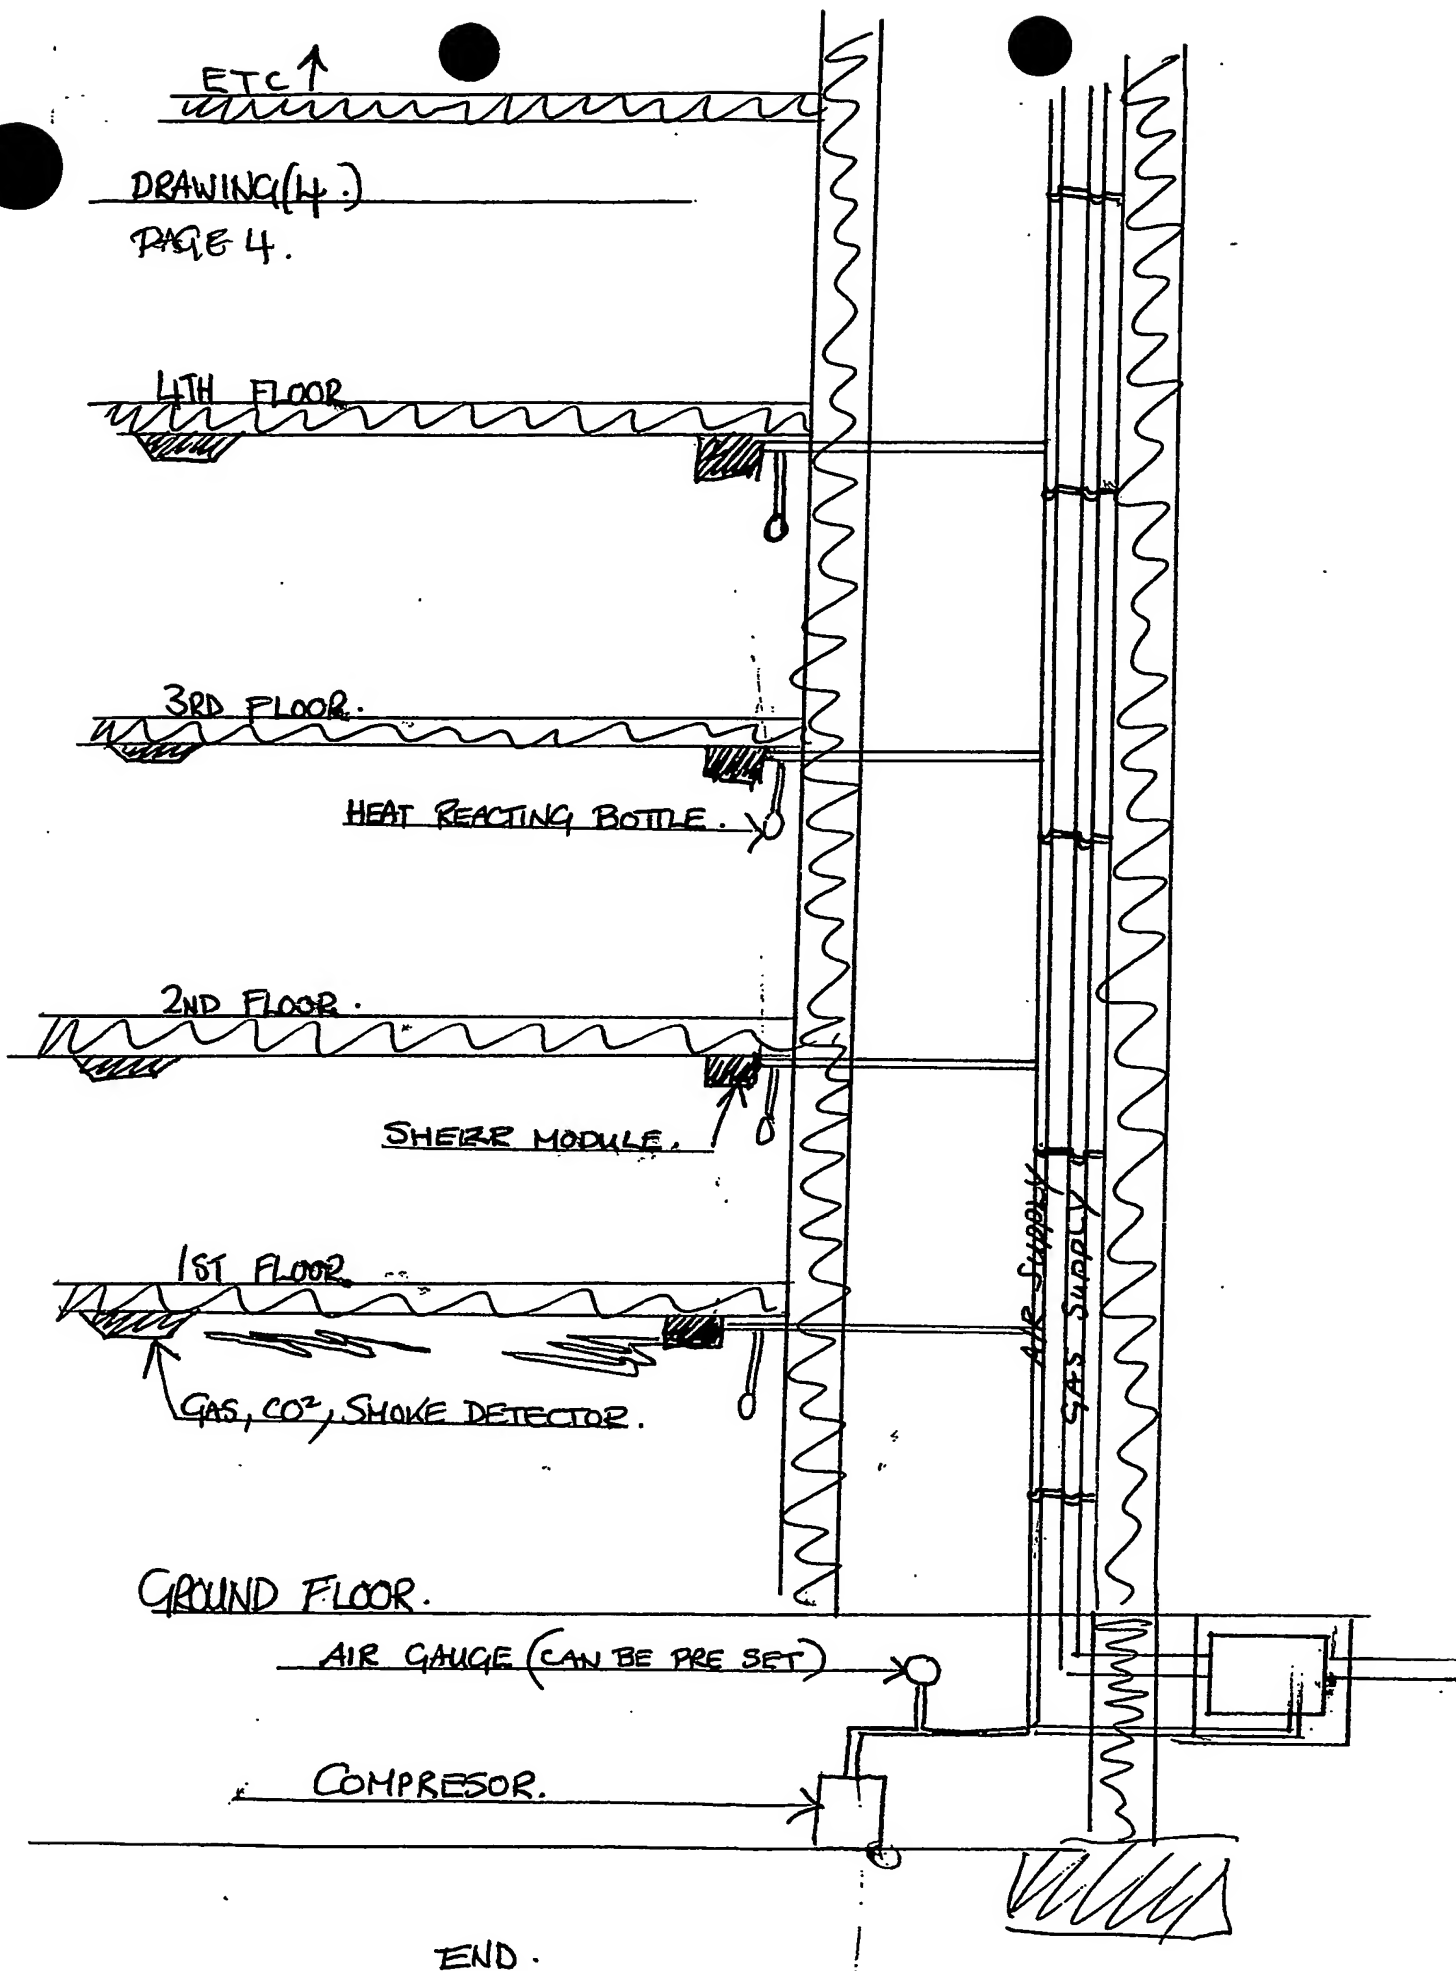 ETC ↑
DRAWING (4.)
PAGE 4.
4TH FLOOR
3RD FLOOR.
HEAT REACTING BOTTLE.
2ND FLOOR.
MODULE.
AIR SUPPLY
GAS SUPPLY
1ST FLOOR.
GAS, CO², SMOKE DETECTOR.
GROUND FLOOR.
AIR GAUGE (CAN BE PRE SET)
COMPRESOR.
END.